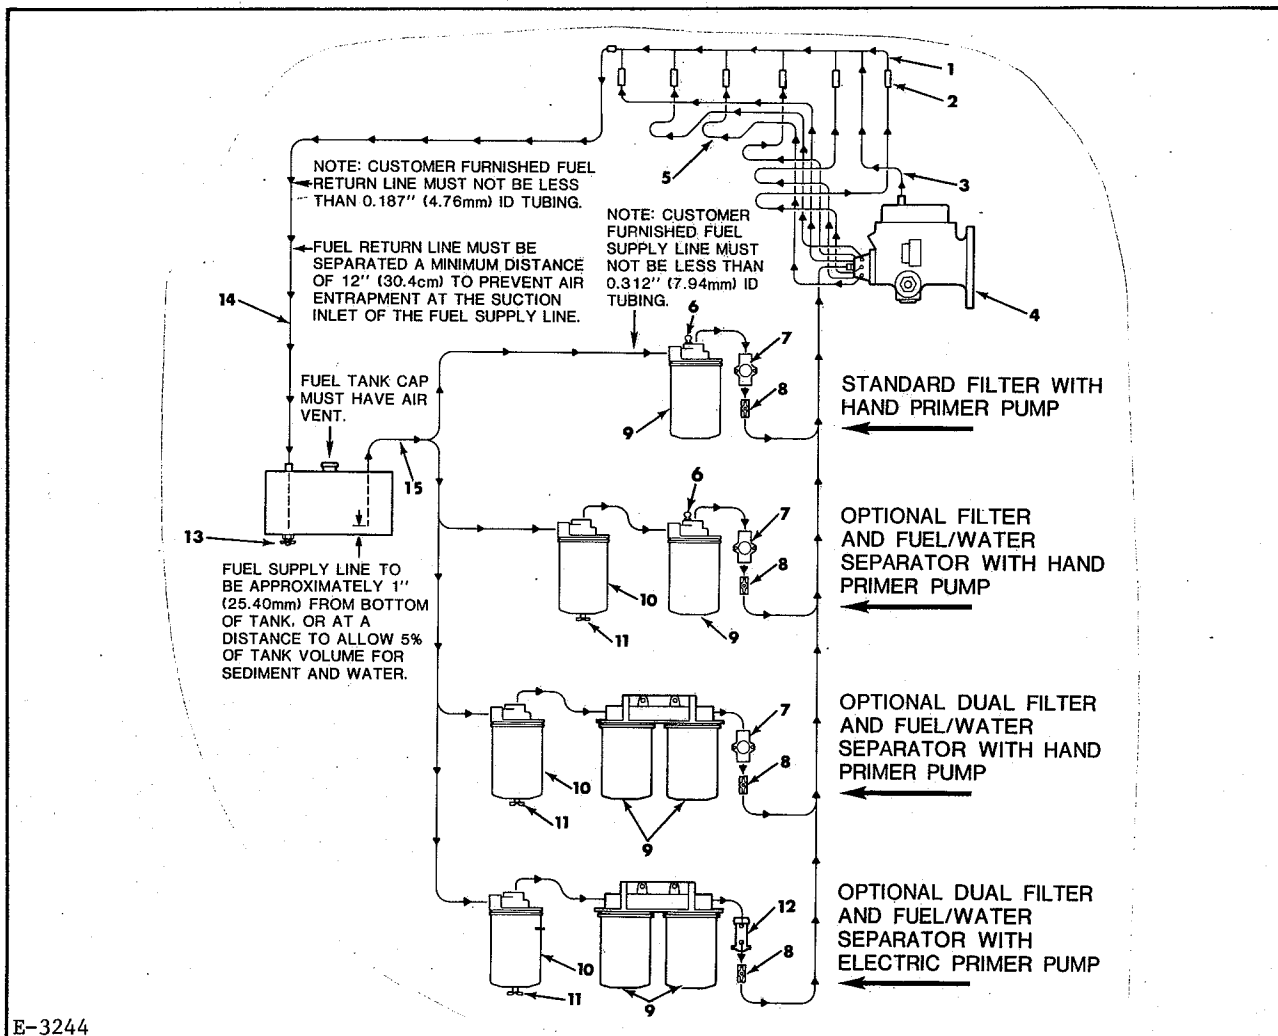 1
2
NOTE: CUSTOMER FURNISHED FUEL
RETURN LINE MUST NOT BE LESS
THAN 0.187" (4.76mm) ID TUBING.
5
3
NOTE: CUSTOMER
FURNISHED FUEL
SUPPLY LINE MUST
NOT BE LESS THAN
0.312" (7.94mm) ID
TUBING.
FUEL RETURN LINE MUST BE
SEPARATED A MINIMUM DISTANCE
OF 12" (30.4cm) TO PREVENT AIR
ENTRAPMENT AT THE SUCTION
INLET OF THE FUEL SUPPLY LINE.
14
4
6
7
8
9
FUEL TANK CAP
MUST HAVE AIR
VENT.
STANDARD FILTER WITH
HAND PRIMER PUMP
15
13
6
7
8
10
11
9
OPTIONAL FILTER
AND FUEL/WATER
SEPARATOR WITH HAND
PRIMER PUMP
FUEL SUPPLY LINE TO
BE APPROXIMATELY 1"
(25.40mm) FROM BOTTOM
OF TANK, OR AT A
DISTANCE TO ALLOW 5%
OF TANK VOLUME FOR
SEDIMENT AND WATER.
7
8
10
11
9
OPTIONAL DUAL FILTER
AND FUEL/WATER
SEPARATOR WITH HAND
PRIMER PUMP
12
8
10
11
9
OPTIONAL DUAL FILTER
AND FUEL/WATER
SEPARATOR WITH
ELECTRIC PRIMER PUMP
E-3244